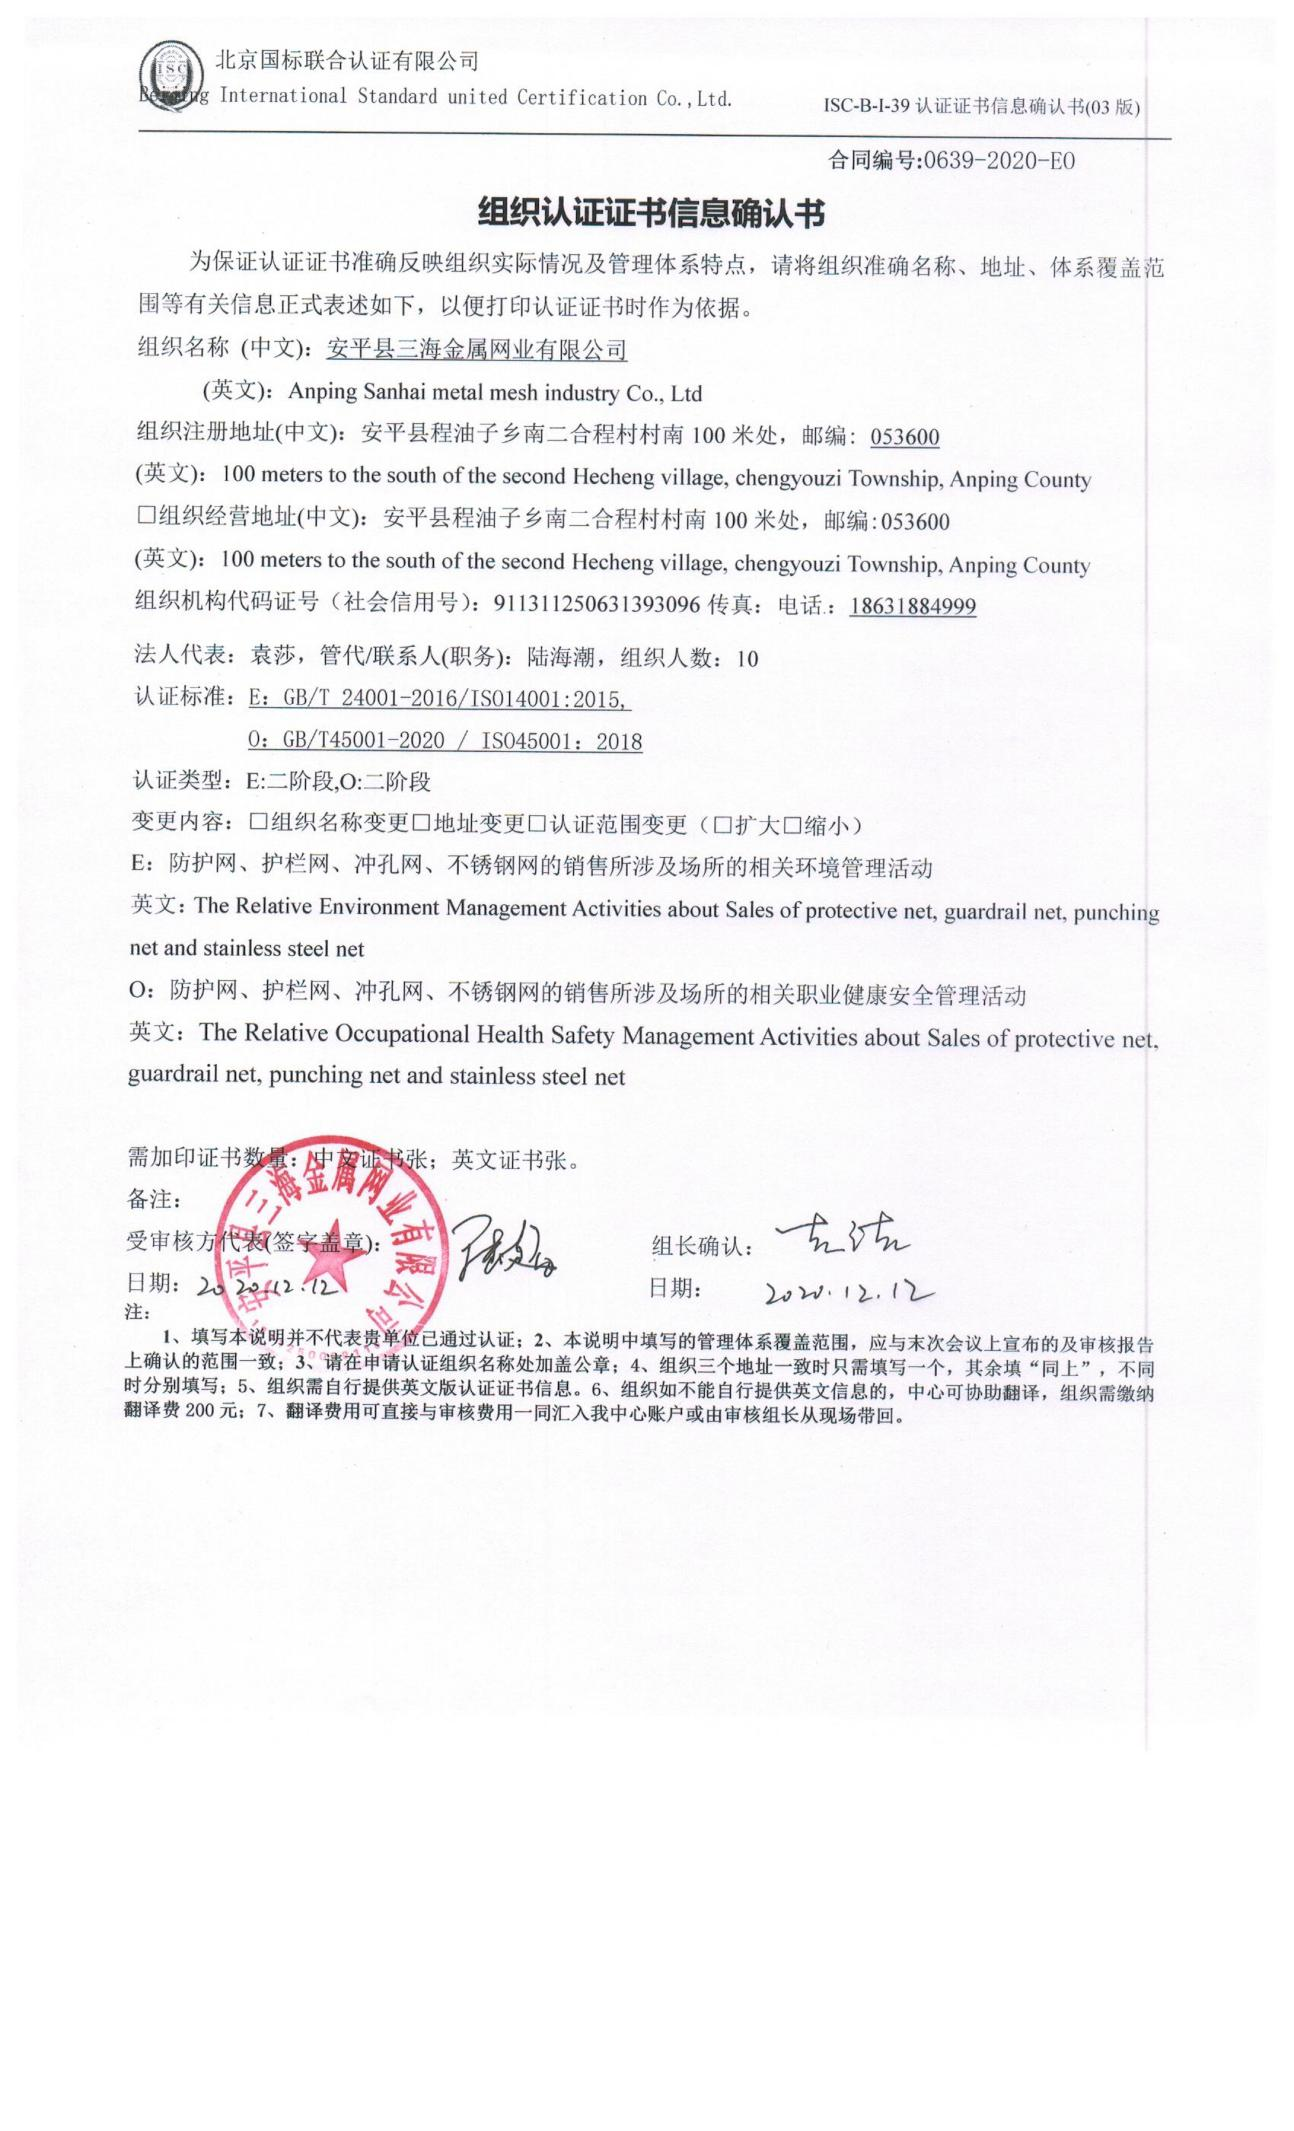 北京国标联合认证有限公司
Beijing International Standard united Certification Co.,Ltd.
ISC-B-I-39 认证证书信息确认书(03 版)
合同编号:0639-2020-EO
组织认证证书信息确认书
为保证认证证书准确反映组织实际情况及管理体系特点，请将组织准确名称、地址、体系覆盖范
围等有关信息正式表述如下，以便打印认证证书时作为依据。
组织名称 (中文)：安平县三海金属网业有限公司
(英文)：Anping Sanhai metal mesh industry Co., Ltd
组织注册地址(中文)：安平县程油子乡南二合程村村南 100 米处，邮编: 053600
(英文)：100 meters to the south of the second Hecheng village, chengyouzi Township, Anping County
□组织经营地址(中文)：安平县程油子乡南二合程村村南 100 米处，邮编:053600
(英文)：100 meters to the south of the second Hecheng village, chengyouzi Township, Anping County
组织机构代码证号（社会信用号)：911311250631393096 传真： 电话.：18631884999
法人代表：袁莎，管代/联系人(职务)：陆海潮，组织人数：10
认证标准：E：GB/T 24001-2016/ISO14001:2015,
O：GB/T45001-2020 / ISO45001：2018
认证类型：E:二阶段,O:二阶段
变更内容：□组织名称变更□地址变更□认证范围变更（□扩大□缩小）
E：防护网、护栏网、冲孔网、不锈钢网的销售所涉及场所的相关环境管理活动
英文：The Relative Environment Management Activities about Sales of protective net, guardrail net, punching
net and stainless steel net
O：防护网、护栏网、冲孔网、不锈钢网的销售所涉及场所的相关职业健康安全管理活动
英文：The Relative Occupational Health Safety Management Activities about Sales of protective net,
guardrail net, punching net and stainless steel net
需加印证书数量：中文证书张；英文证书张。
备注：
安平县三海金属网业有限公司
受审核方代表(签字盖章)：
组长确认：
日期：2020.12.12
日期： 2020.12.12
注：
1、填写本说明并不代表贵单位已通过认证；2、本说明中填写的管理体系覆盖范围，应与末次会议上宣布的及审核报告
上确认的范围一致；3、请在申请认证组织名称处加盖公章；4、组织三个地址一致时只需填写一个，其余填“同上”，不同
时分别填写；5、组织需自行提供英文版认证证书信息。6、组织如不能自行提供英文信息的，中心可协助翻译，组织需缴纳
翻译费 200 元；7、翻译费用可直接与审核费用一同汇入我中心账户或由审核组长从现场带回。